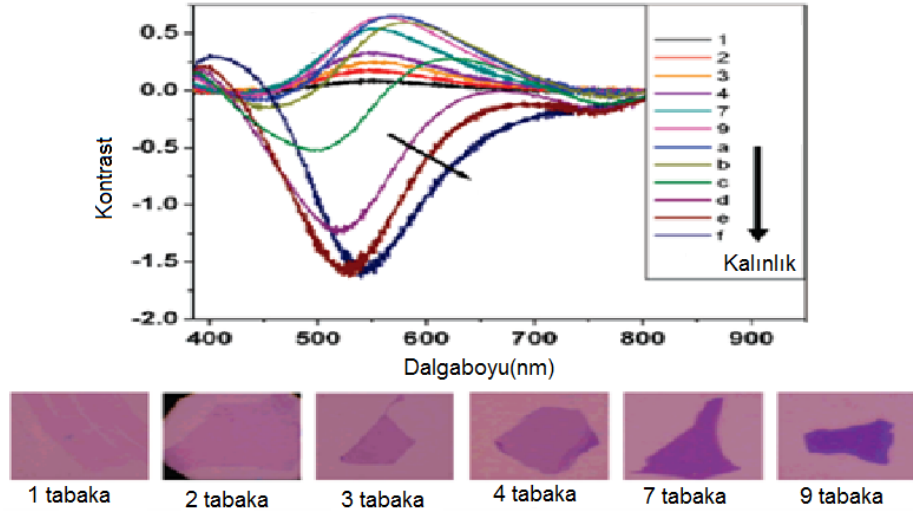 0.5
0.0
-0.5
-1.0
-1.5
-2.0
Kontrast
400 500 600 700 800 900
Dalgaboyu(nm)
1
2
3
4
7
9
a
b
c
d
e
f
Kalınlık
1 tabaka 2 tabaka 3 tabaka 4 tabaka 7 tabaka 9 tabaka